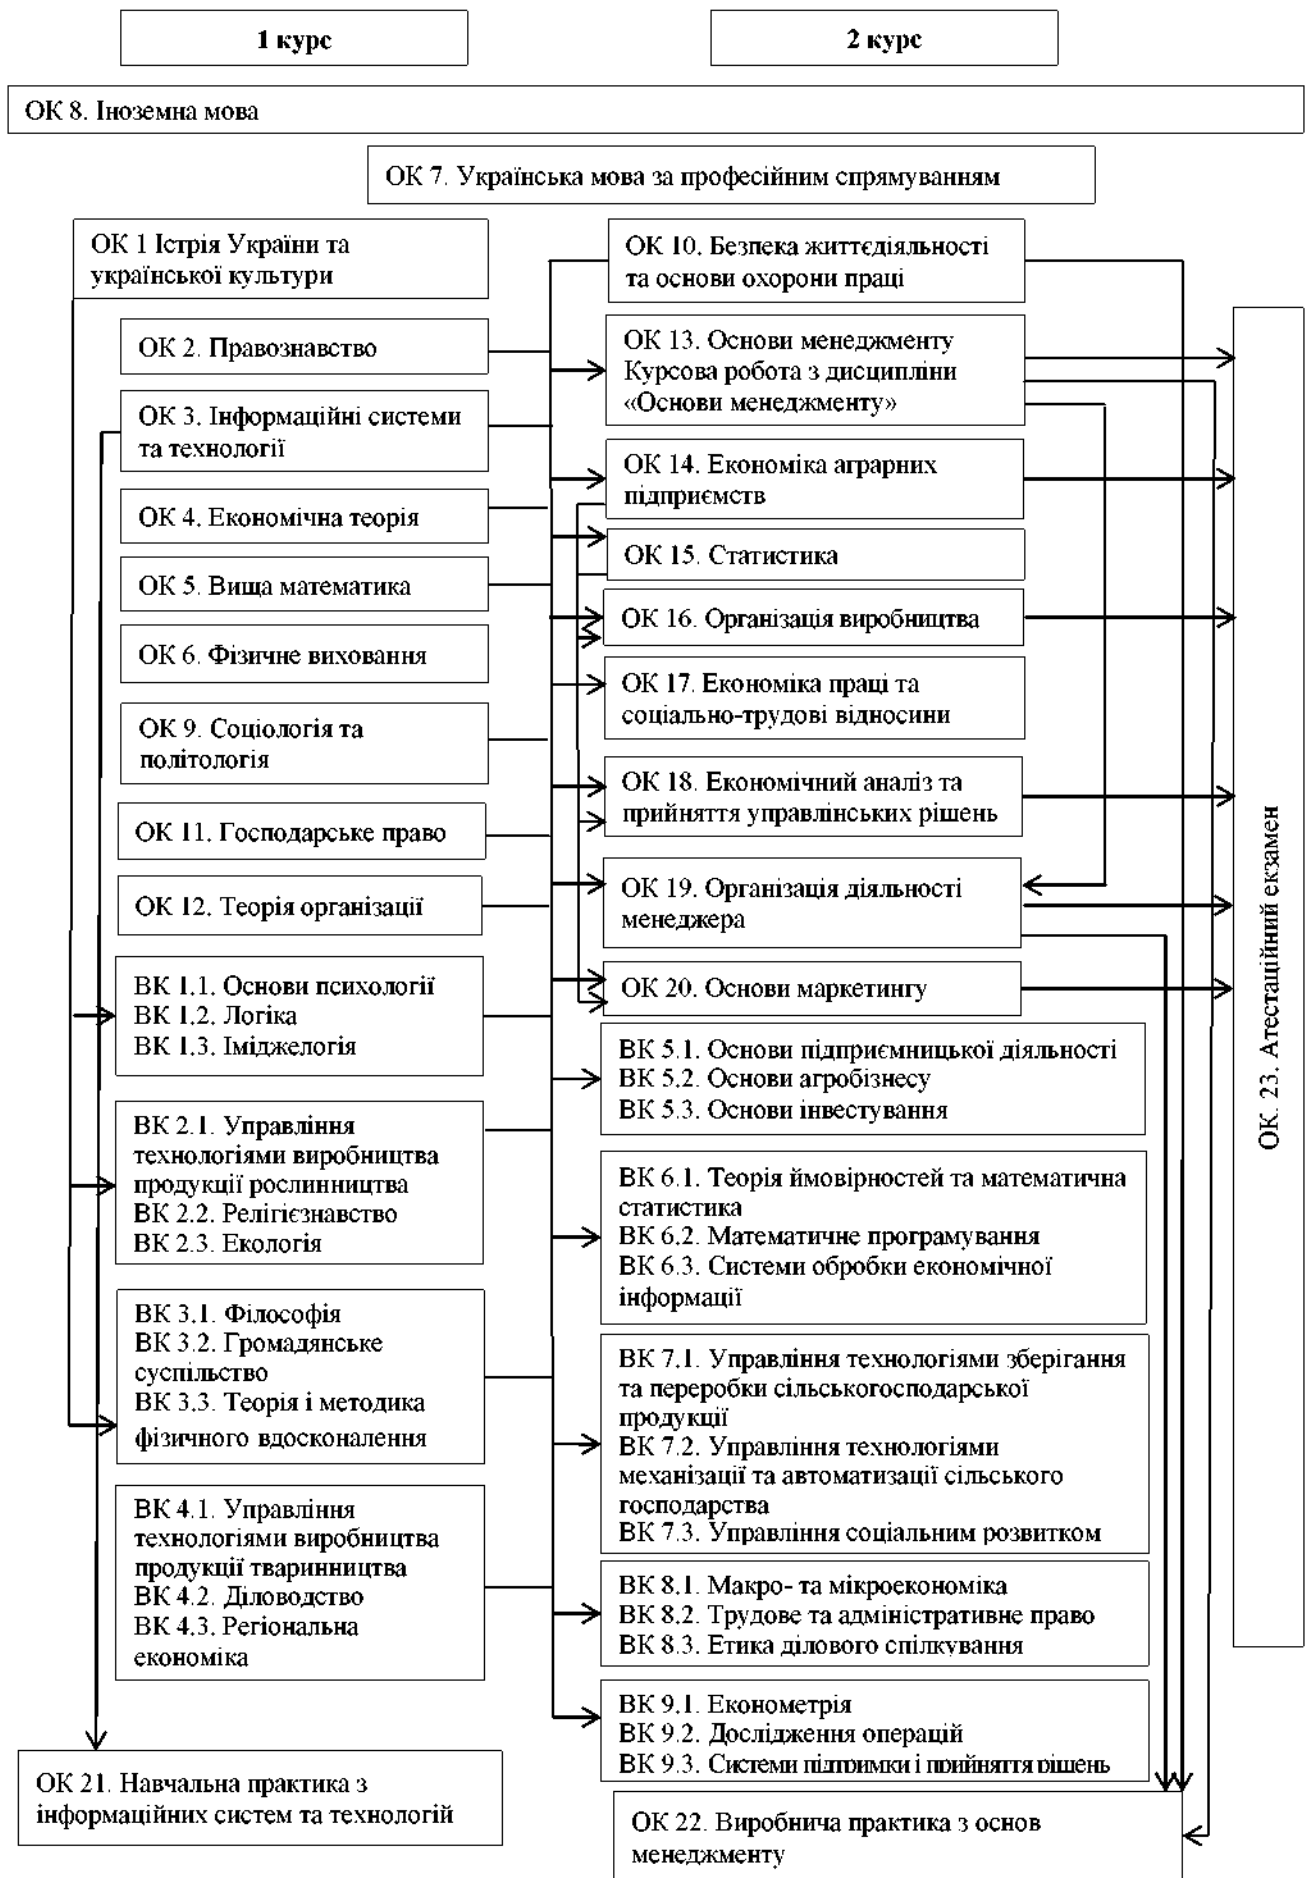 1 курс
2 курс
ОК 8. Іноземна мова
ОК 7. Українська мова за професійним спрямуванням
ОК 1 Істрія України та
української культури
ОК 2. Правознавство
ОК 3. Інформаційні системи
та технології
ОК 4. Економічна теорія
ОК 5. Вища математика
ОК 6. Фізичне виховання
ОК 9. Соціологія та
політологія
ОК 11. Господарське право
ОК 12. Теорія організації
ВК 1.1. Основи психології
ВК 1.2. Логіка
ВК 1.3. Іміджелогія
ВК 2.1. Управління
технологіями виробництва
продукції рослинництва
ВК 2.2. Релігієзнавство
ВК 2.3. Екологія
ВК 3.1. Філософія
ВК 3.2. Громадянське
суспільство
ВК 3.3. Теорія і методика
фізичного вдосконалення
ВК 4.1. Управління
технологіями виробництва
продукції тваринництва
ВК 4.2. Діловодство
ВК 4.3. Регіональна
економіка
ОК 21. Навчальна практика з
інформаційних систем та технологій
ОК 10. Безпека життєдіяльності
та основи охорони праці
ОК 13. Основи менеджменту
Курсова робота з дисципліни
«Основи менеджменту»
ОК 14. Економіка аграрних
підприємств
ОК 15. Статистика
ОК 16. Організація виробництва
ОК 17. Економіка праці та
соціально-трудові відносини
ОК 18. Економічний аналіз та
прийняття управлінських рішень
ОК 19. Організація діяльності
менеджера
ОК 20. Основи маркетингу
ВК 5.1. Основи підприємницької діяльності
ВК 5.2. Основи агробізнесу
ВК 5.3. Основи інвестування
ВК 6.1. Теорія ймовірностей та математична
статистика
ВК 6.2. Математичне програмування
ВК 6.3. Системи обробки економічної
інформації
ВК 7.1. Управління технологіями зберігання
та переробки сільськогосподарської
продукції
ВК 7.2. Управління технологіями
механізації та автоматизації сільського
господарства
ВК 7.3. Управління соціальним розвитком
ВК 8.1. Макро- та мікроекономіка
ВК 8.2. Трудове та адміністративне право
ВК 8.3. Етика ділового спілкування
ВК 9.1. Економетрія
ВК 9.2. Дослідження операцій
ВК 9.3. Системи підтримки і прийняття рішень
ОК 22. Виробнича практика з основ
менеджменту
ОК. 23. Атестаційний екзамен